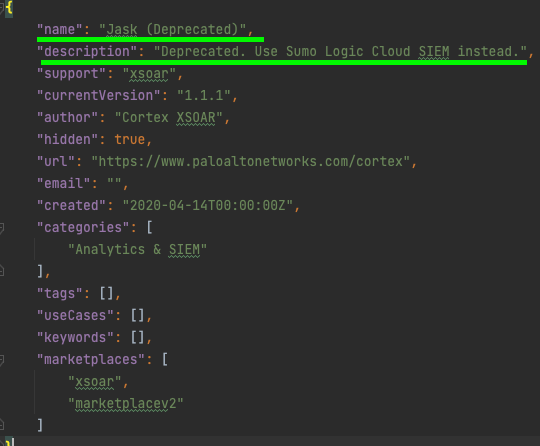 {
"name": "Jask (Deprecated)",
"description": "Deprecated. Use Sumo Logic Cloud SIEM instead.",
"support": "xsoar",
"currentVersion": "1.1.1",
"author": "Cortex XSOAR",
"hidden": true,
"url": "https://www.paloaltonetworks.com/cortex",
"email": "",
"created": "2020-04-14T00:00:00Z",
"categories": [
"Analytics & SIEM"
],
"tags": [],
"useCases": [],
"keywords": [],
"marketplaces": [
"xsoar",
"marketplacev2"
]
}